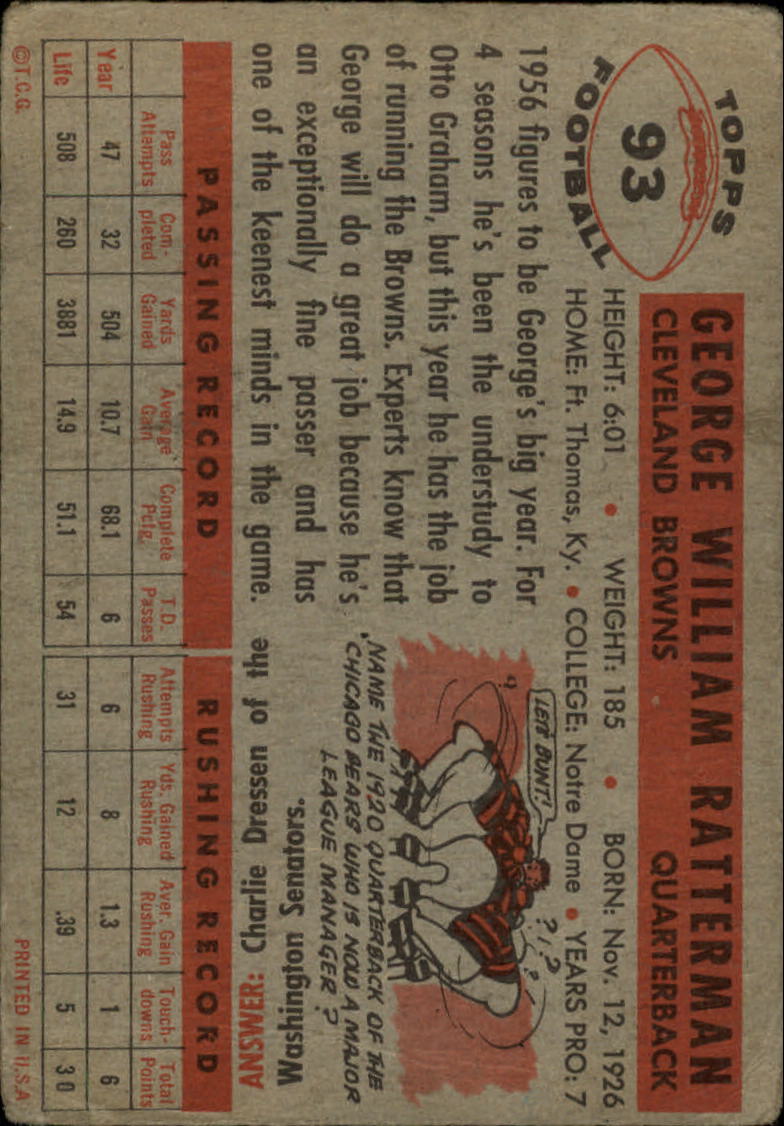 TOPPS
93
FOOTBALL
GEORGE WILLIAM RATTERMAN
CLEVELAND BROWNS QUARTERBACK
HEIGHT: 6:01 • WEIGHT: 185 • BORN: Nov. 12, 1926
HOME: Ft. Thomas, Ky. • COLLEGE: Notre Dame • YEARS PRO: 7
1956 figures to be George's big year. For
4 seasons he's been the understudy to
Otto Graham, but this year he has the job
of running the Browns. Experts know that
George will do a great job because he's
an exceptionally fine passer and has
one of the keenest minds in the game.
LET'S BUNT!
?
? ! ?
?
NAME THE 1920 QUARTERBACK OF THE
CHICAGO BEARS WHO IS NOW A MAJOR
LEAGUE MANAGER?
ANSWER: Charlie Dressen of the
Washington Senators.
PASSING RECORD RUSHING RECORD
Year Pass Attempts Com-pleted Yards Gained Average Gain Complete Pctg. T.D. Passes Attempts Rushing Yds. Gained Rushing Aver. Gain Rushing Touch-downs Total Points
Year 47 32 504 10.7 68.1 6 6 8 1.3 1 6
Life 508 260 3881 14.9 51.1 54 31 12 .39 5 30
©T.C.G. PRINTED IN U.S.A